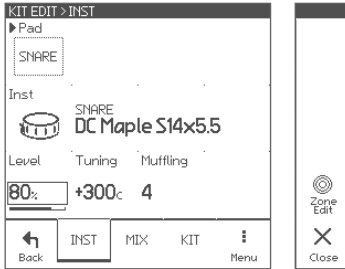 KIT EDIT > INST
Pad
SNARE
Inst
SNARE
DC Maple S14x5.5
Level Tuning Muffling
80% +300c 4
Back INST MIX KIT Menu
Zone
Edit
Close